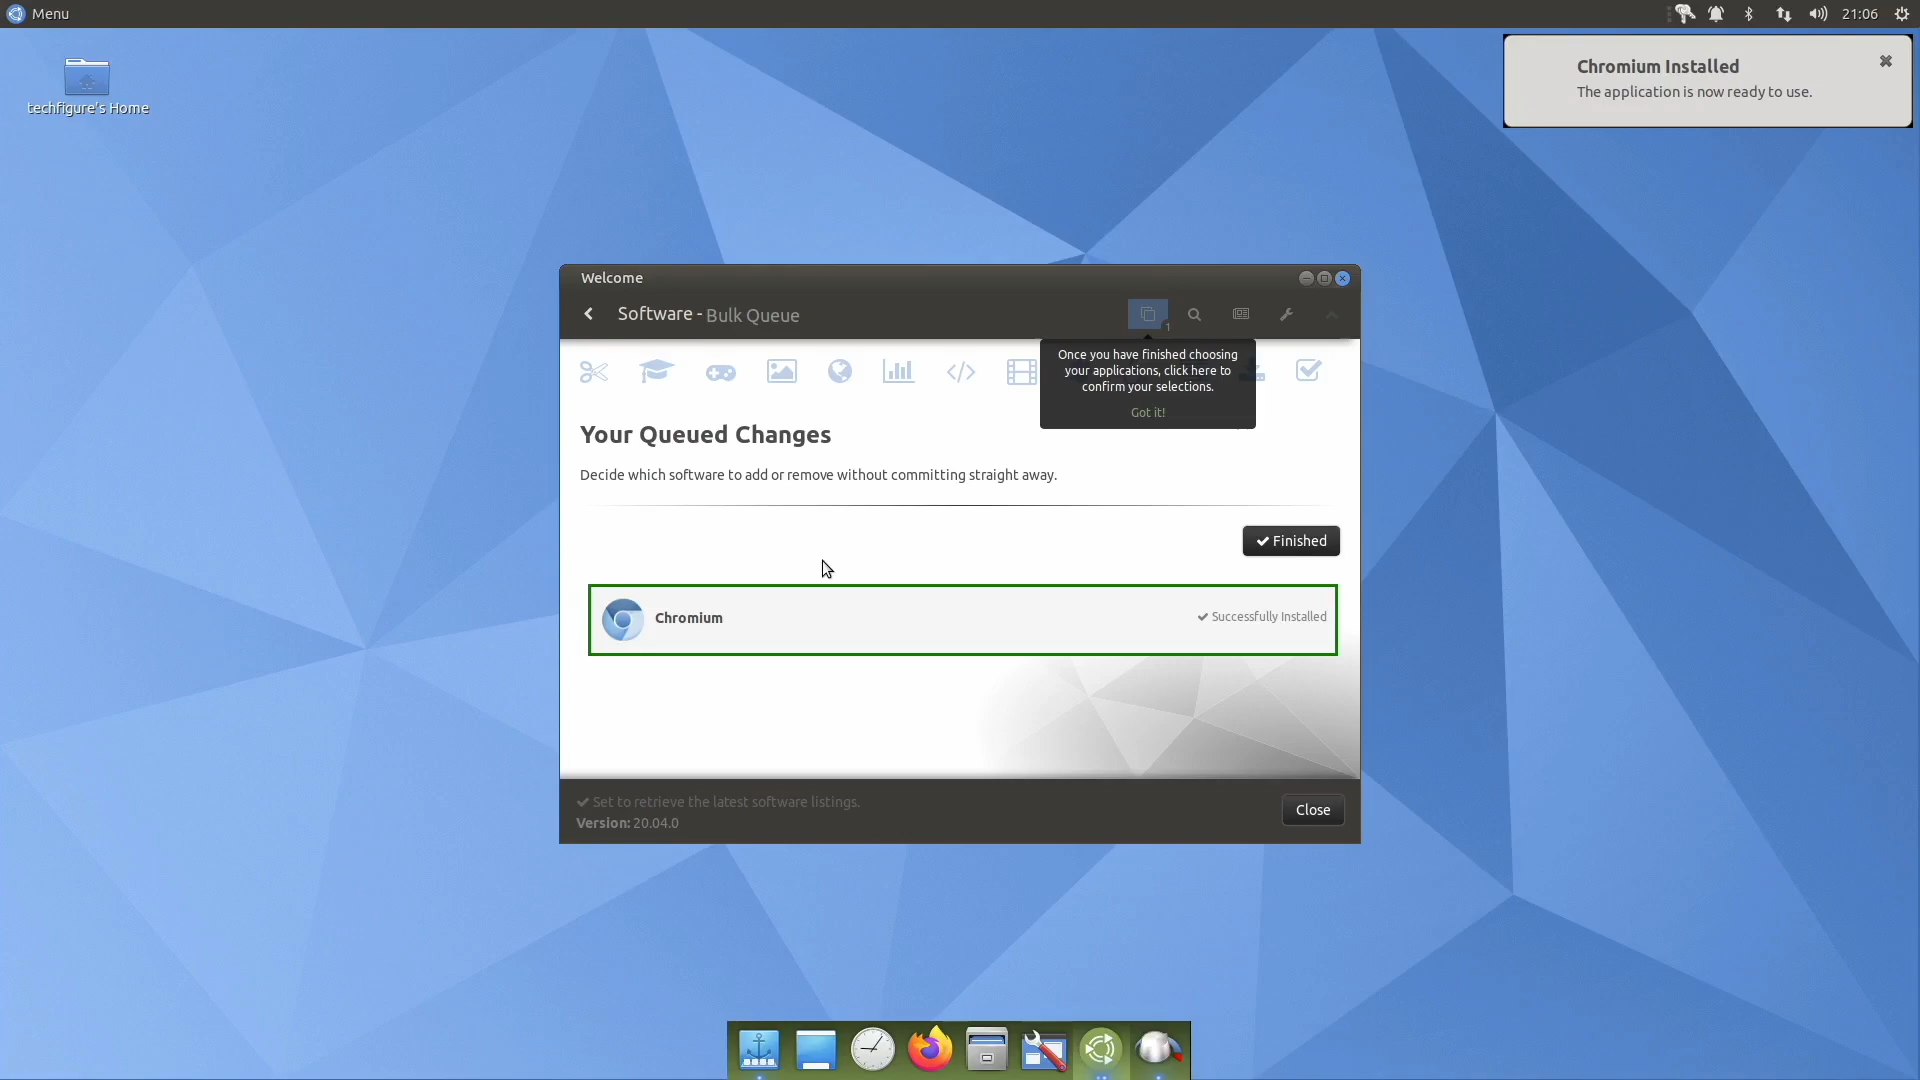 Menu
21:06
techfigure's Home
Chromium Installed
The application is now ready to use.
Welcome
Software - Bulk Queue
1
Once you have finished choosing
your applications, click here to
confirm your selections.
Got it!
Your Queued Changes
Decide which software to add or remove without committing straight away.
Finished
Chromium
Successfully Installed
Set to retrieve the latest software listings.
Version: 20.04.0
Close